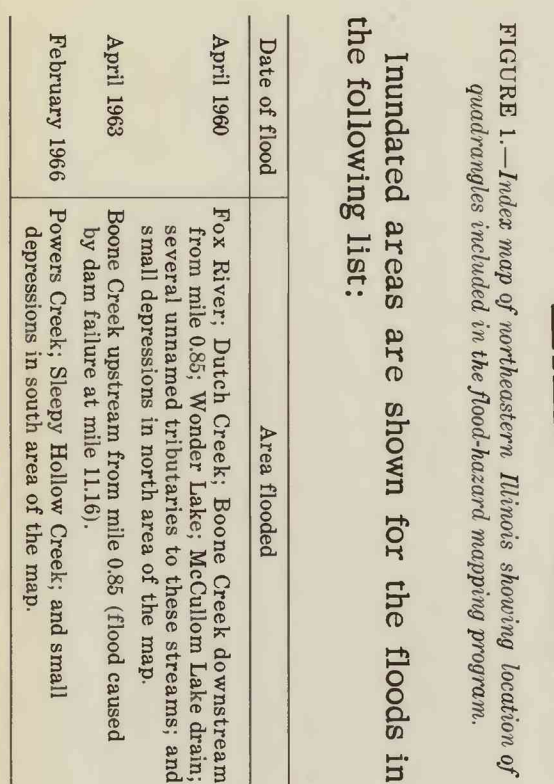 FIGURE 1.—Index map of northeastern Illinois showing location of
quadrangles included in the flood-hazard mapping program.
Inundated areas are shown for the floods in
the following list:
Date of flood Area flooded
April 1960 Fox River; Dutch Creek; Boone Creek downstream
from mile 0.85; Wonder Lake; McCullom Lake drain;
several unnamed tributaries to these streams; and
small depressions in north area of the map.
April 1963 Boone Creek upstream from mile 0.85 (flood caused
by dam failure at mile 11.16).
February 1966 Powers Creek; Sleepy Hollow Creek; and small
depressions in south area of the map.